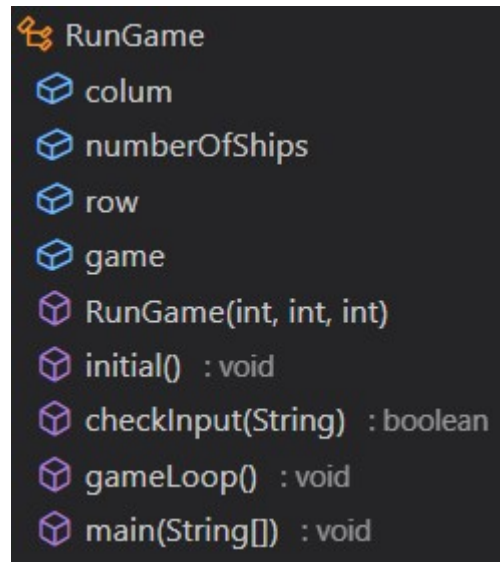 RunGame
colum
numberOfShips
row
game
RunGame(int, int, int)
initial() : void
checkInput(String) : boolean
gameLoop() : void
main(String[]) : void